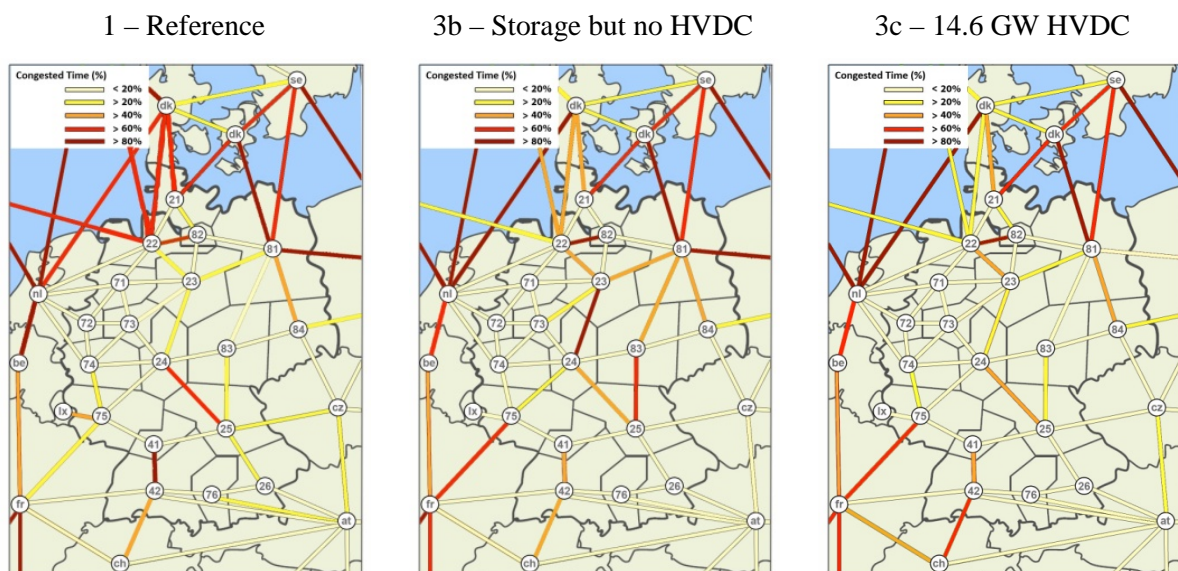 1 – Reference
3b – Storage but no HVDC
3c – 14.6 GW HVDC
Congested Time (%)
< 20%
> 20%
> 40%
> 60%
> 80%
se
dk
dk
21
22
82
81
nl
71
23
72
73
84
be
74
24
83
lx
75
cz
41
25
42
76
26
fr
at
ch
Congested Time (%)
< 20%
> 20%
> 40%
> 60%
> 80%
se
dk
dk
21
22
82
81
nl
71
23
72
73
84
be
74
24
83
lx
75
cz
41
25
42
76
26
fr
at
ch
Congested Time (%)
< 20%
> 20%
> 40%
> 60%
> 80%
se
dk
dk
21
22
82
81
nl
71
23
72
73
84
be
74
24
83
lx
75
cz
41
25
42
76
26
fr
at
ch